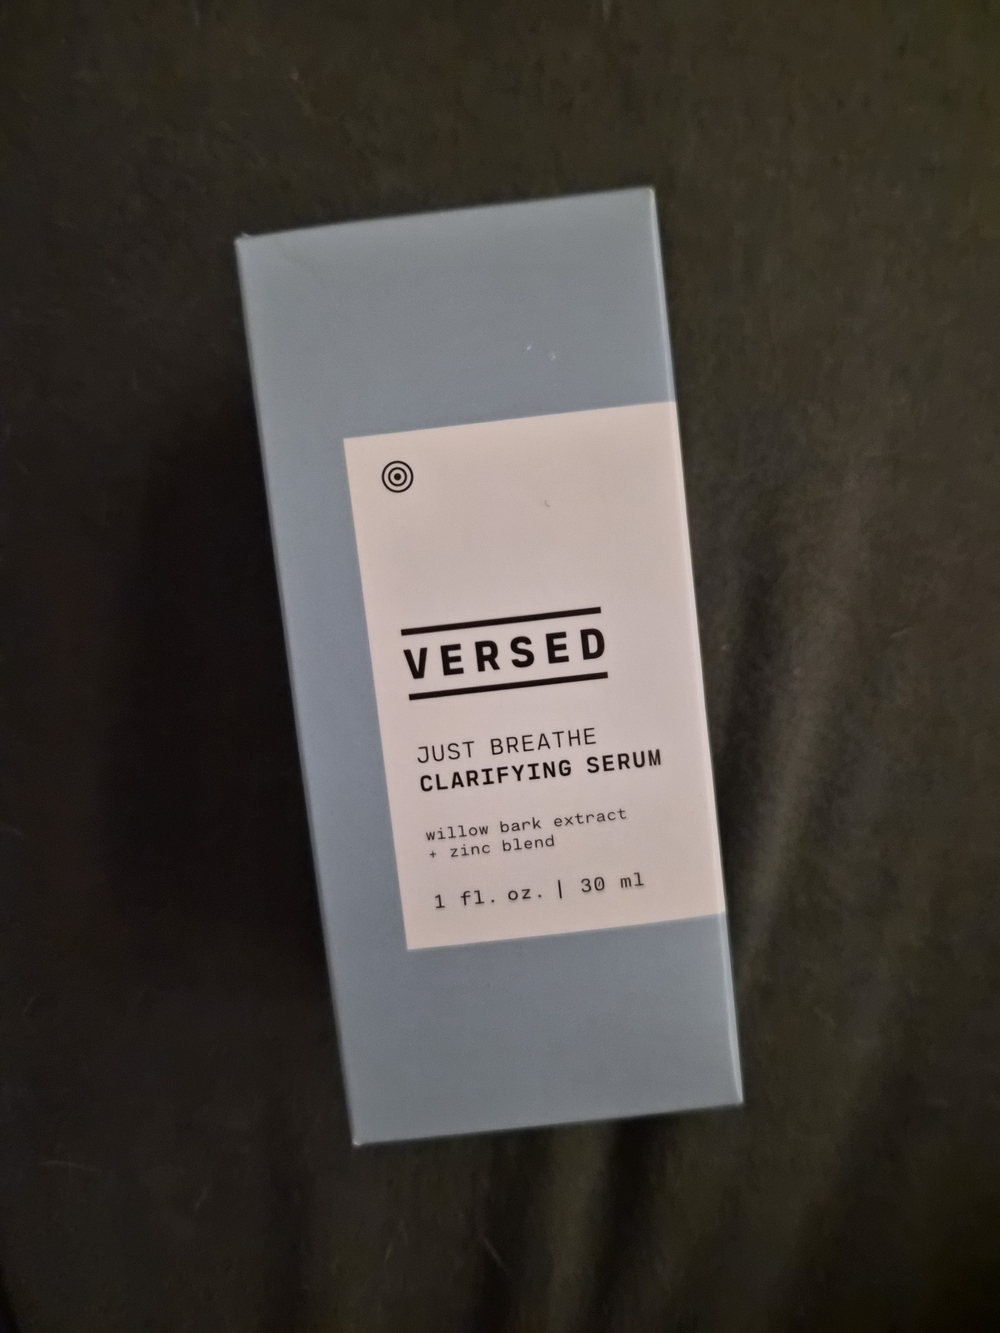 VERSED
JUST BREATHE
CLARIFYING SERUM
willow bark extract
+ zinc blend
1 fl. oz. | 30 ml